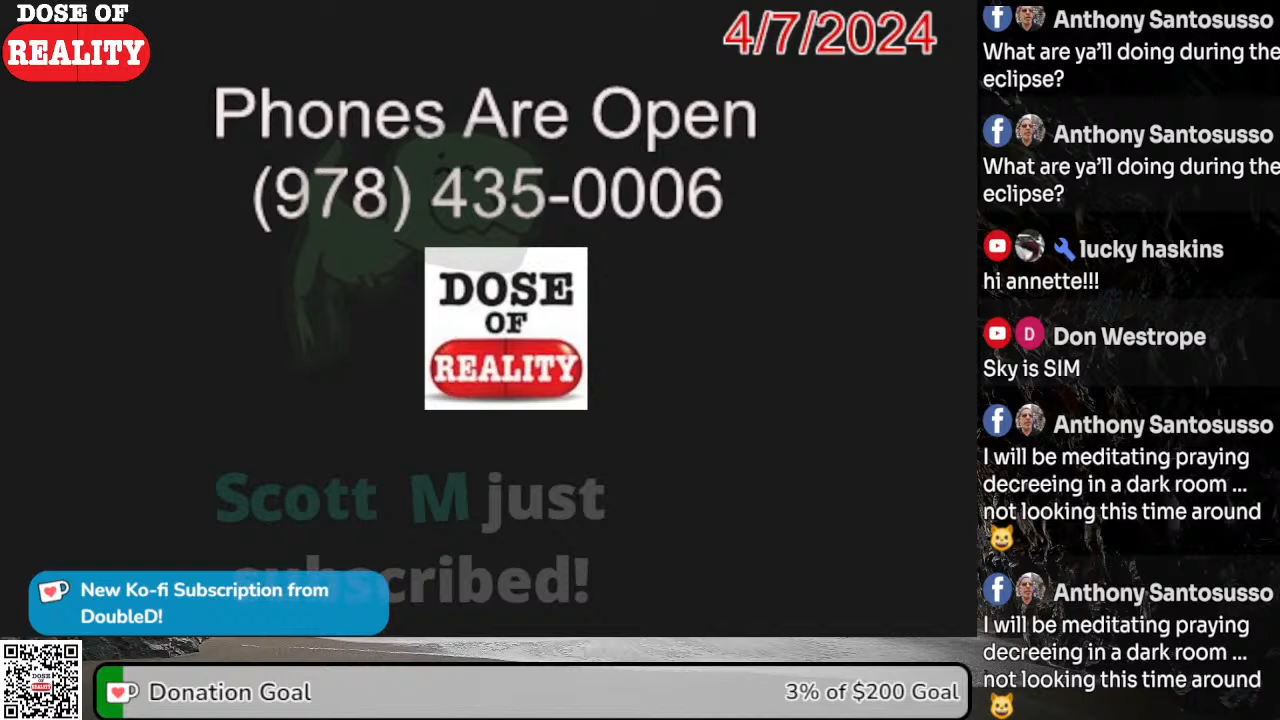 DOSE OF
REALITY
4/7/2024
Phones Are Open
(978) 435-0006
DOSE
OF
REALITY
Scott M just
subscribed!
New Ko-fi Subscription from
DoubleD!
Donation Goal
3% of $200 Goal
Anthony Santosusso
What are ya'll doing during the
eclipse?
Anthony Santosusso
What are ya'll doing during the
eclipse?
lucky haskins
hi annette!!!
D Don Westrope
Sky is SIM
Anthony Santosusso
I will be meditating praying
decreeing in a dark room ...
not looking this time around
😺
Anthony Santosusso
I will be meditating praying
decreeing in a dark room ...
not looking this time around
😺